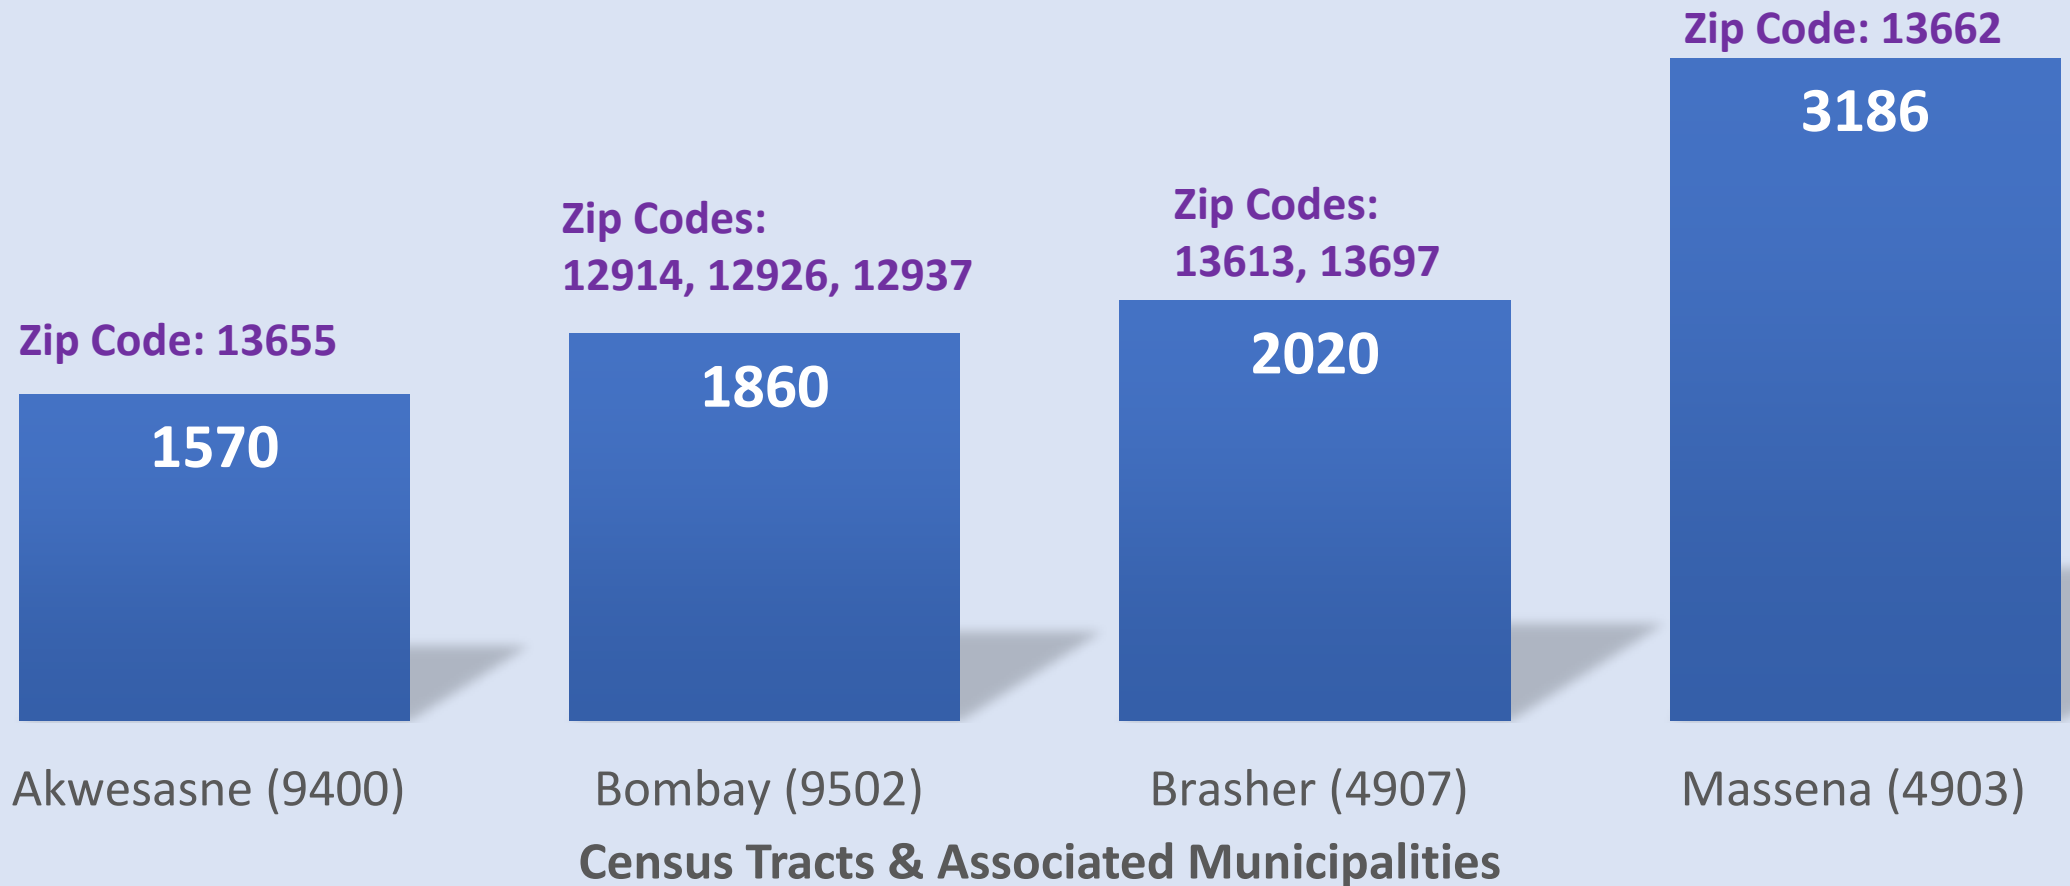 Zip Code: 13662
3186
Zip Codes:
12914, 12926, 12937
Zip Codes:
13613, 13697
Zip Code: 13655
1570
1860
2020
Akwesasne (9400)
Bombay (9502)
Brasher (4907)
Massena (4903)
Census Tracts & Associated Municipalities